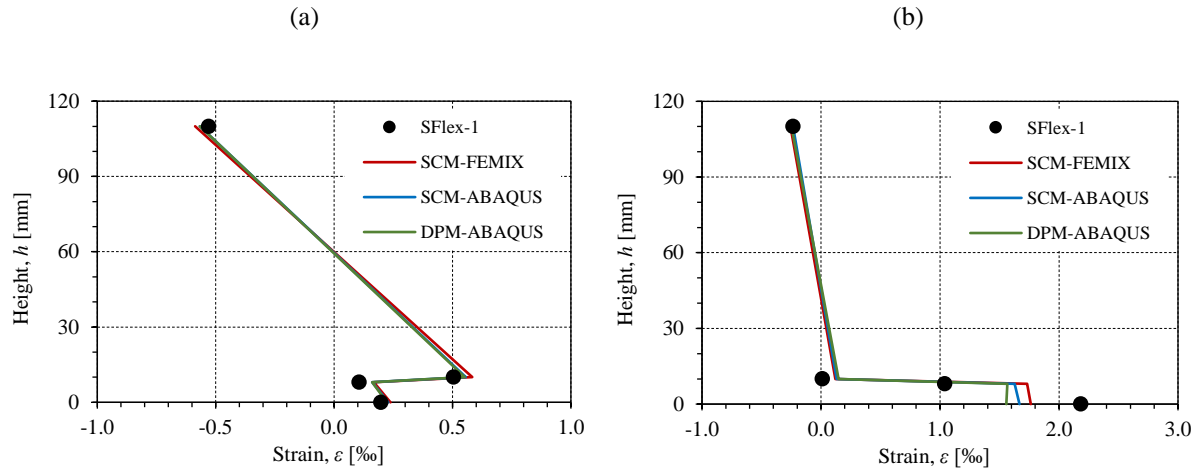 (a)
(b)
120
90
60
30
0
Height, h [mm]
SFlex-1
SCM-FEMIX
SCM-ABAQUS
DPM-ABAQUS
-1.0 -0.5 0.0 0.5 1.0
Strain, ε [‰]
120
90
60
30
0
Height, h [mm]
SFlex-1
SCM-FEMIX
SCM-ABAQUS
DPM-ABAQUS
-1.0 0.0 1.0 2.0 3.0
Strain, ε [‰]